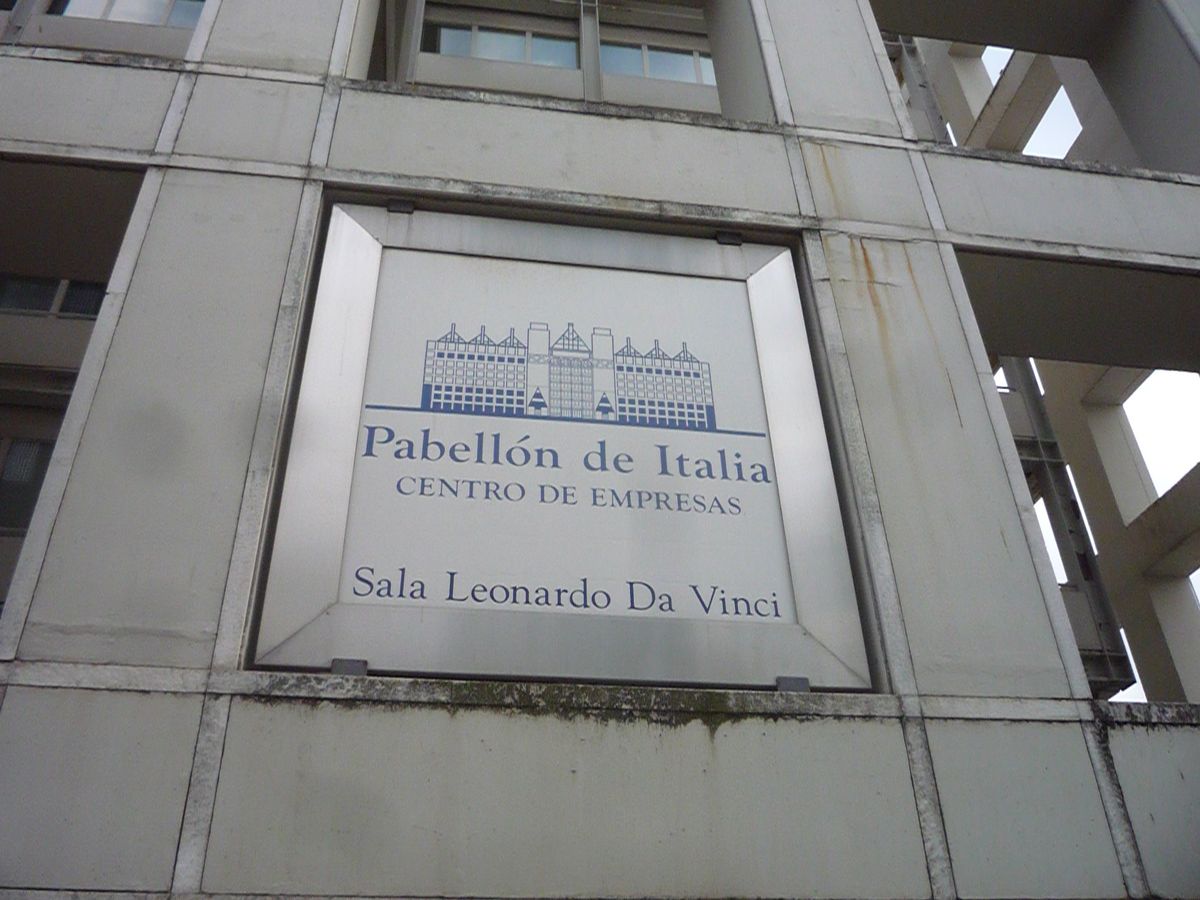 Pabellón de Italia
CENTRO DE EMPRESAS
Sala Leonardo Da Vinci